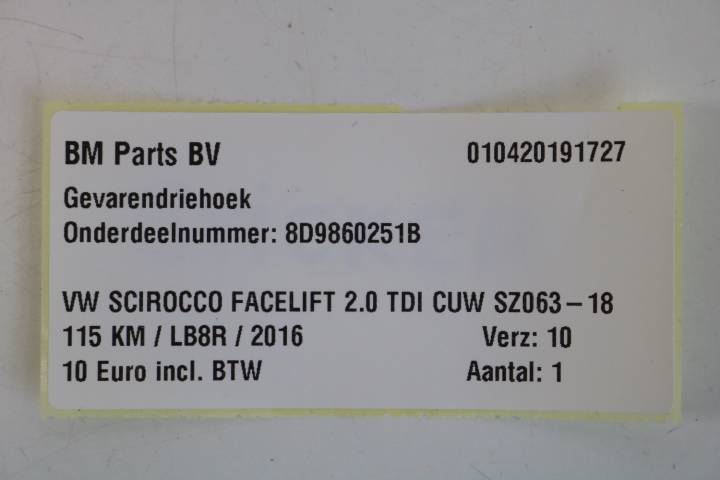 BM Parts BV 010420191727
Gevarendriehoek
Onderdeelnummer: 8D9860251B
VW SCIROCCO FACELIFT 2.0 TDI CUW SZ063-18
115 KM / LB8R / 2016 Verz: 10
10 Euro incl. BTW Aantal: 1